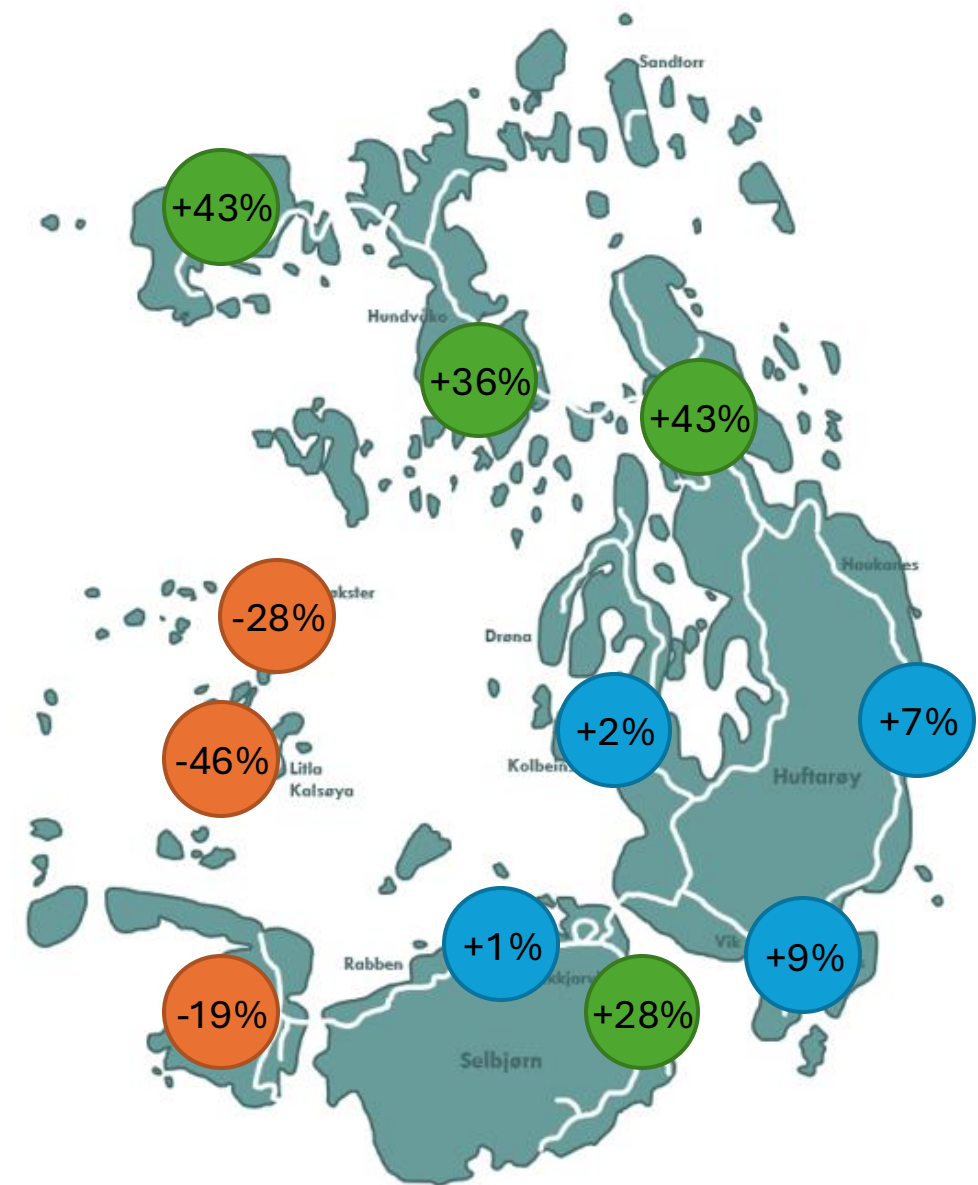 Sandtorr
+43%
Hundvåko
+36%
+43%
Haukanes
-28%
Drøna
+2%
+7%
-46%
Litla
Kalsøya
Huftarøy
+1%
Vik
+9%
Rabben
-19%
+28%
Selbjørn